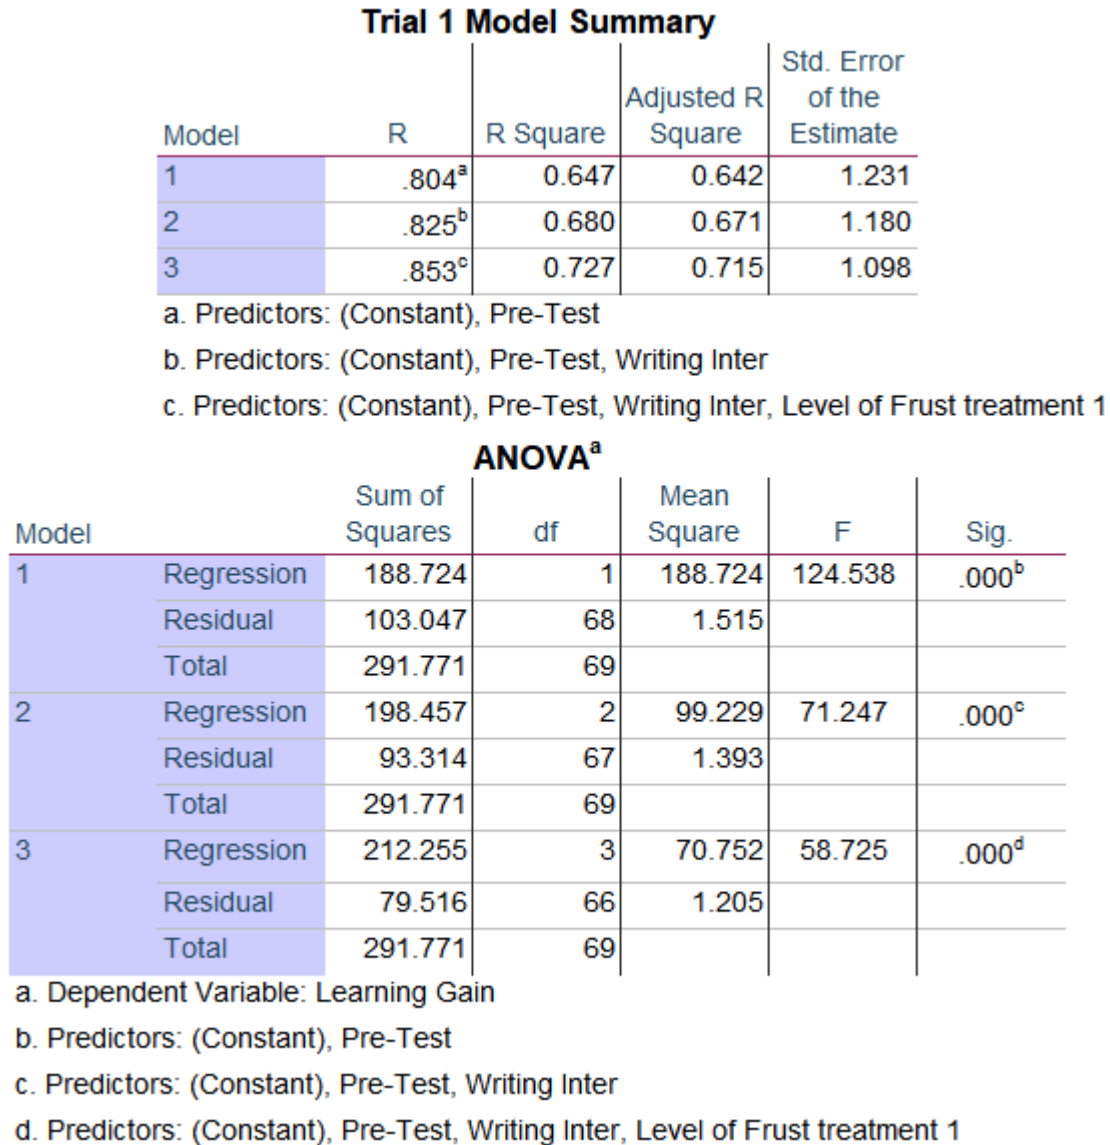 Trial 1 Model Summary
Model R R Square Adjusted R Square Std. Error of the Estimate
1 .804a 0.647 0.642 1.231
2 .825b 0.680 0.671 1.180
3 .853c 0.727 0.715 1.098
a. Predictors: (Constant), Pre-Test
b. Predictors: (Constant), Pre-Test, Writing Inter
c. Predictors: (Constant), Pre-Test, Writing Inter, Level of Frust treatment 1
ANOVAa
Model Sum of Squares df Mean Square F Sig.
1 Regression 188.724 1 188.724 124.538 .000b
Residual 103.047 68 1.515
Total 291.771 69
2 Regression 198.457 2 99.229 71.247 .000c
Residual 93.314 67 1.393
Total 291.771 69
3 Regression 212.255 3 70.752 58.725 .000d
Residual 79.516 66 1.205
Total 291.771 69
a. Dependent Variable: Learning Gain
b. Predictors: (Constant), Pre-Test
c. Predictors: (Constant), Pre-Test, Writing Inter
d. Predictors: (Constant), Pre-Test, Writing Inter, Level of Frust treatment 1